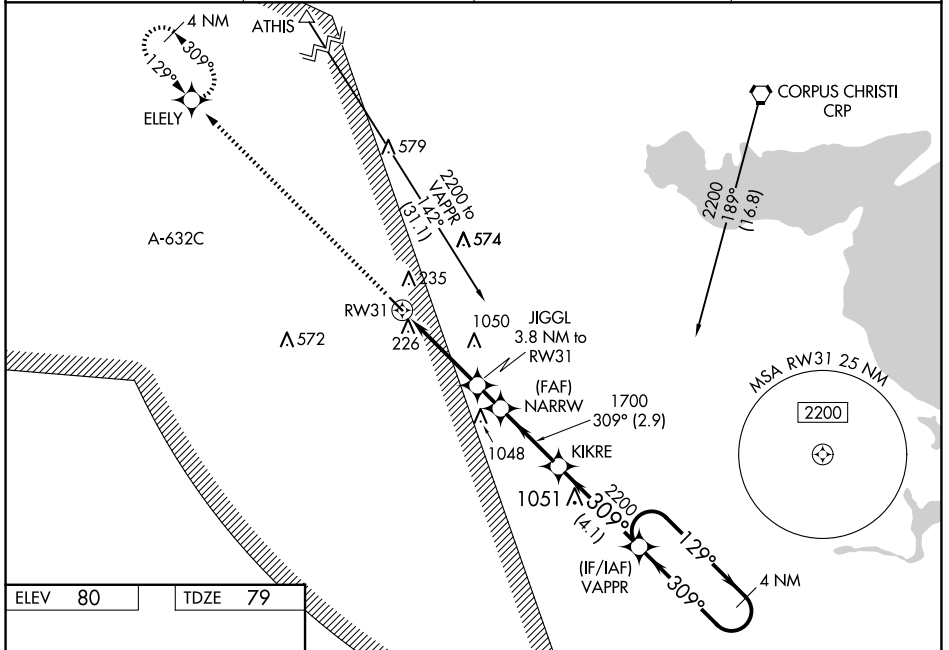 4 NM
309°
129°
ELELY
ATHIS
CORPUS CHRISTI
CRP
2200
189°
(16.8)
579
2200 to
VAPPR
142°
(31.1)
574
A-632C
235
RW31
226
572
1050
JIGGL
3.8 NM to
RW31
(FAF)
NARRW
1700
309° (2.9)
1048
KIKRE
1051
2200
309°
(4.1)
(IF/IAF)
VAPPR
129°
309°
4 NM
MSA RW31 25 NM
2200
ELEV 80
TDZE 79